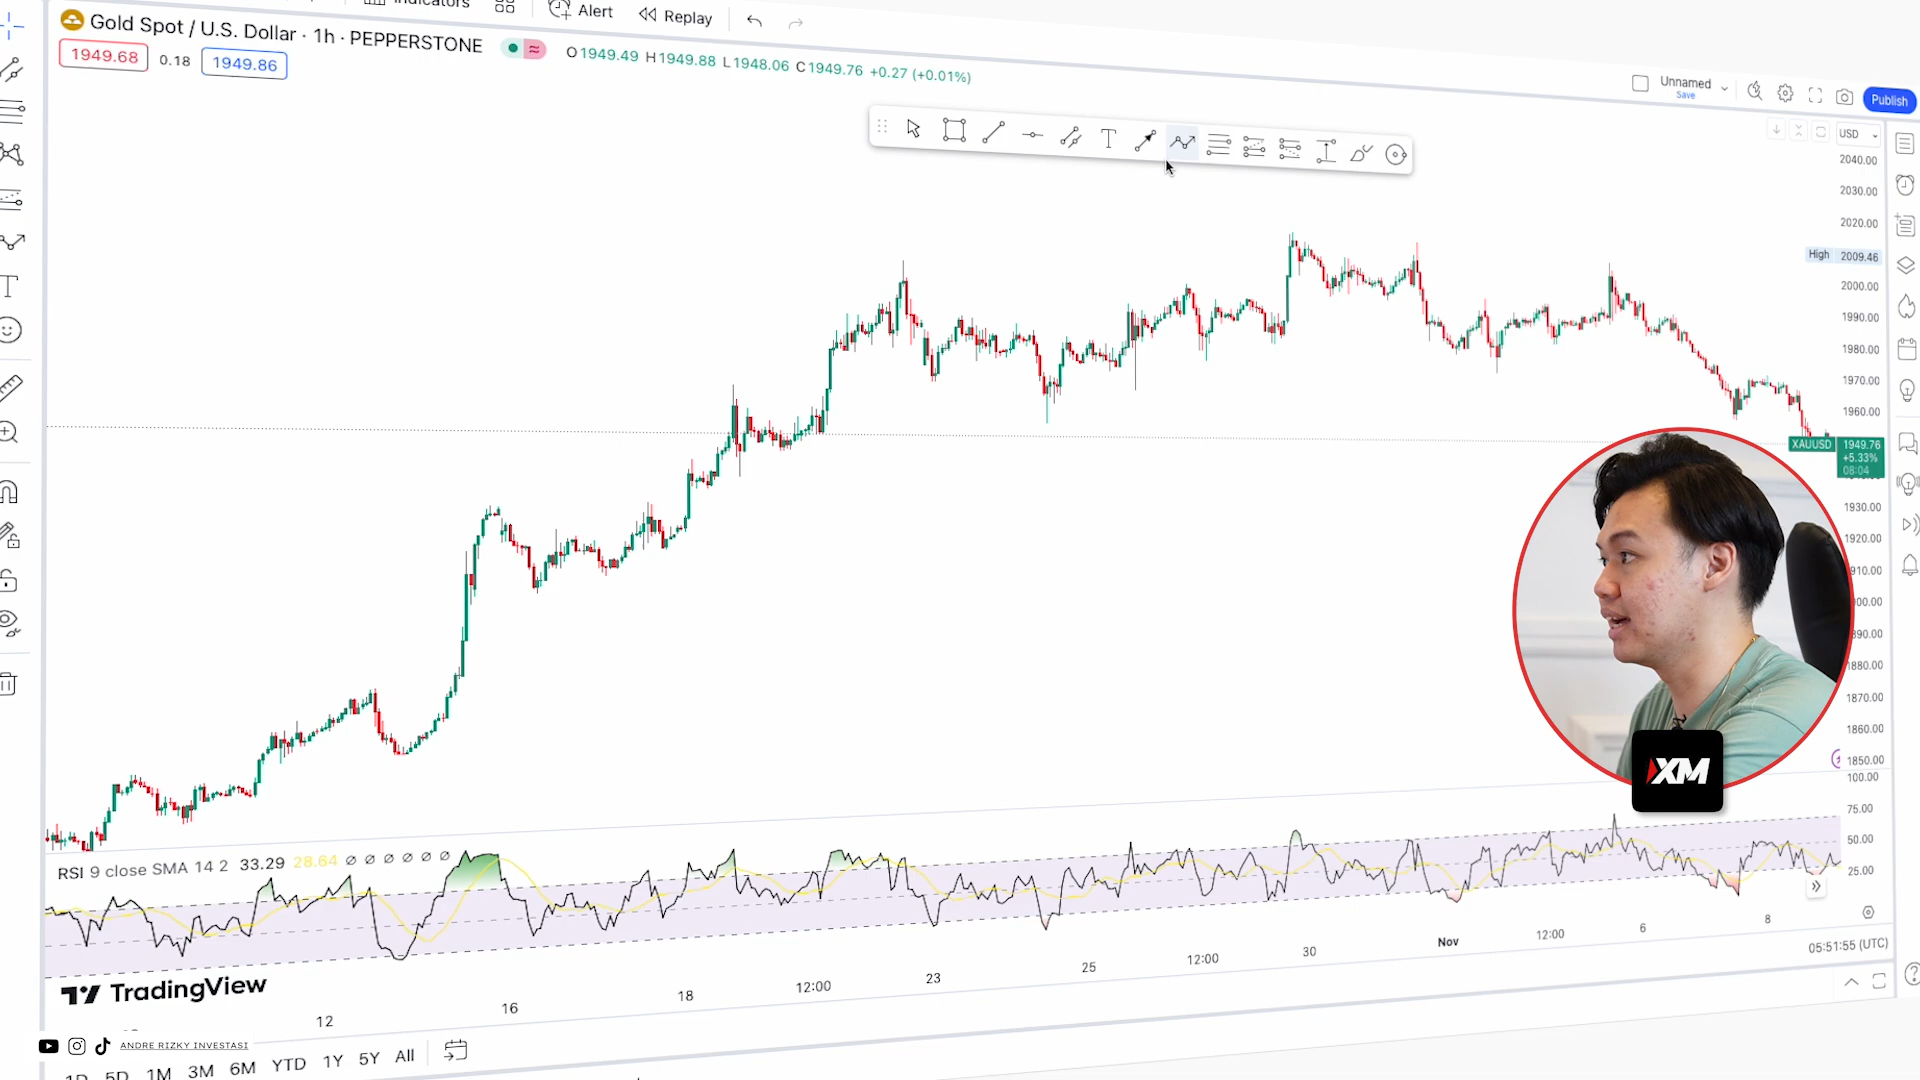 Indicators
Alert
Replay
Gold Spot / U.S. Dollar · 1h · PEPPERSTONE
O1949.49 H1949.88 L1948.06 C1949.76 +0.27 (+0.01%)
1949.68 0.18 1949.86
Unnamed
Save
Publish
USD
2040.00
2030.00
2020.00
High 2009.46
2000.00
1990.00
1980.00
1970.00
1960.00
XAUUSD 1949.76
+5.33%
08:04
1930.00
1920.00
1850.00
100.00
75.00
50.00
25.00
XM
RSI 9 close SMA 14 2 33.29 28.64 ∅ ∅ ∅ ∅ ∅ ∅
TradingView
12 16 18 12:00 23 25 12:00 30 Nov 12:00 6 8
05:51:55 (UTC)
ANDRE RIZKY INVESTASI
1D 5D 1M 3M 6M YTD 1Y 5Y All